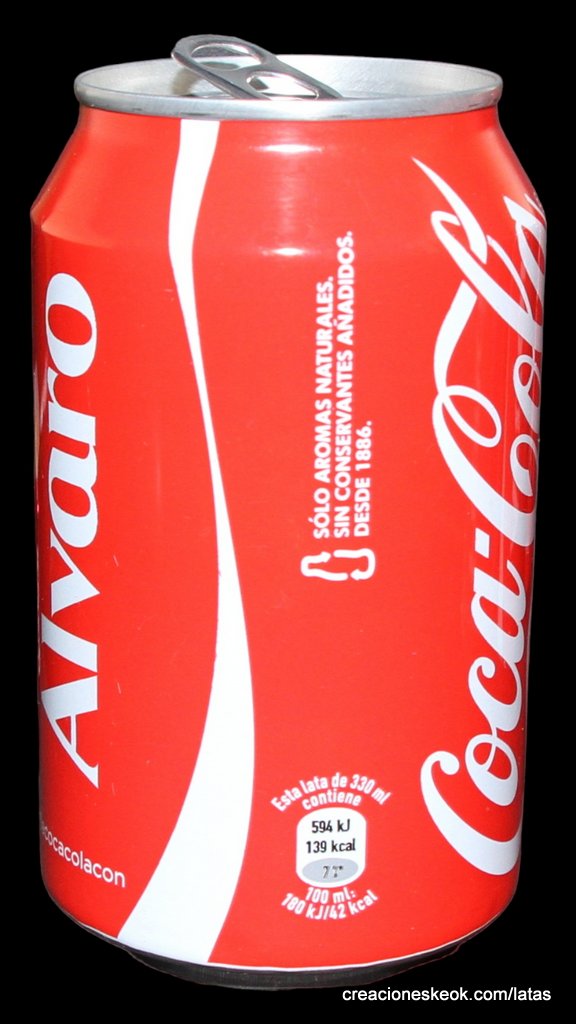 Alvaro
cocacolacon
SÓLO AROMAS NATURALES.
SIN CONSERVANTES AÑADIDOS.
DESDE 1886.
Coca-Cola
Esta lata de 330 ml
contiene
594 kJ
139 kcal
100 ml:
180 kJ/42 kcal
creacioneskeok.com/latas